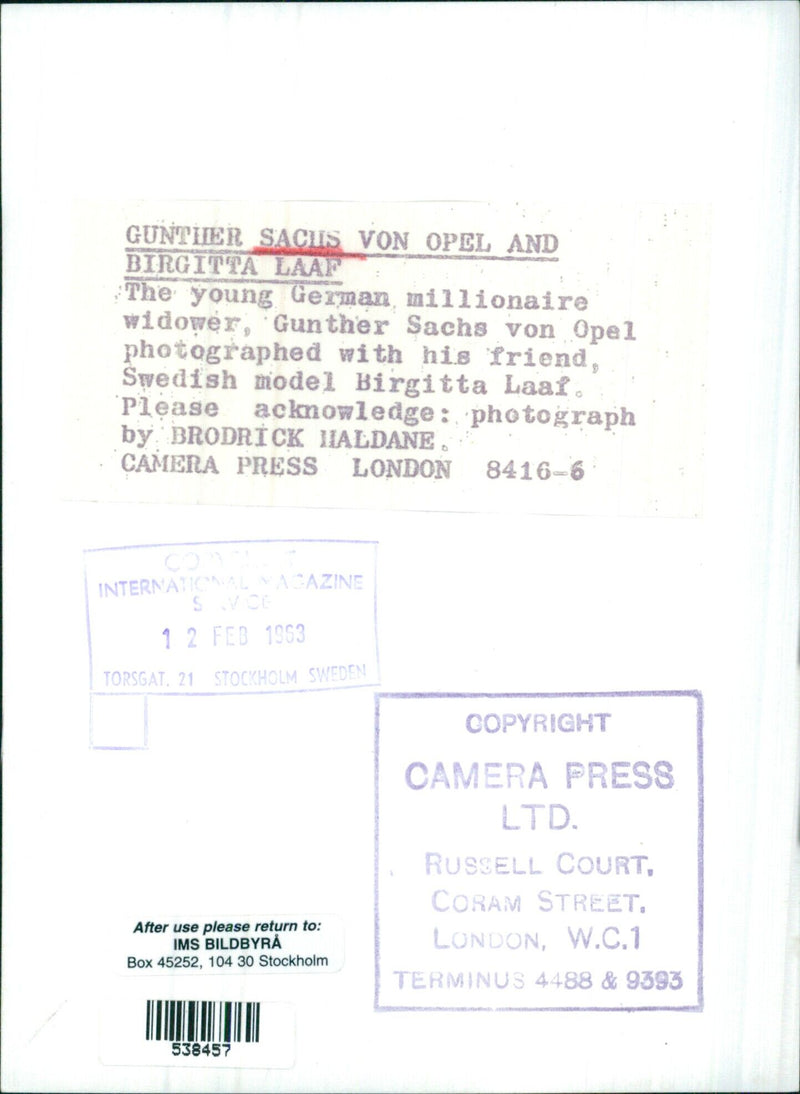 GUNTHER SACHS VON OPEL AND
BIRGITTA LAAF
The young German millionaire
widower, Gunther Sachs von Opel
photographed with his friend,
Swedish model Birgitta Laaf.
Please acknowledge: photograph
by BRODRICK HALDANE.
CAMERA PRESS LONDON 8416-6
COPYRIGHT
INTERNATIONAL MAGAZINE
SERVICE
12 FEB 1963
TORSGAT. 21 STOCKHOLM SWEDEN
COPYRIGHT
CAMERA PRESS
LTD.
RUSSELL COURT,
CORAM STREET,
LONDON, W.C.1
TERMINUS 4488 & 9393
After use please return to:
IMS BILDBYRÅ
Box 45252, 104 30 Stockholm
538457